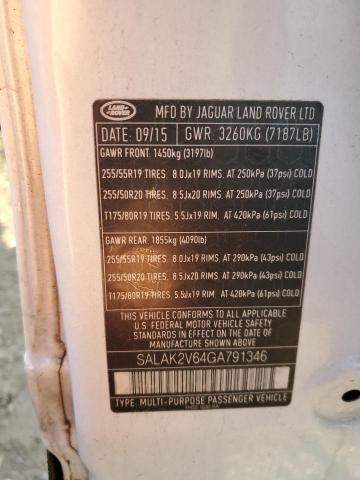 LAND-
ROVER
MFD BY JAGUAR LAND ROVER LTD
DATE: 09/15
GWR: 3260KG (7187LB)
GAWR FRONT: 1450kg (3197lb)
255/55R19 TIRES. 8.0Jx19 RIMS. AT 250kPa (37psi) COLD
255/50R20 TIRES. 8.5Jx20 RIMS. AT 250kPa (37psi) COLD
T175/80R19 TIRES. 5.5Jx19 RIM. AT 420kPa (61psi) COLD
GAWR REAR: 1855kg (4090lb)
255/55R19 TIRES. 8.0Jx19 RIMS. AT 290kPa (43psi) COLD
255/50R20 TIRES. 8.5Jx20 RIMS. AT 290kPa (43psi) COLD
T175/80R19 TIRES. 5.5Jx19 RIM. AT 420kPa (61psi) COLD
THIS VEHICLE CONFORMS TO ALL APPLICABLE
U.S. FEDERAL MOTOR VEHICLE SAFETY
STANDARDS IN EFFECT ON THE DATE
OF MANUFACTURE SHOWN ABOVE.
SALAK2V64GA791346
TYPE: MULTI-PURPOSE PASSENGER VEHICLE